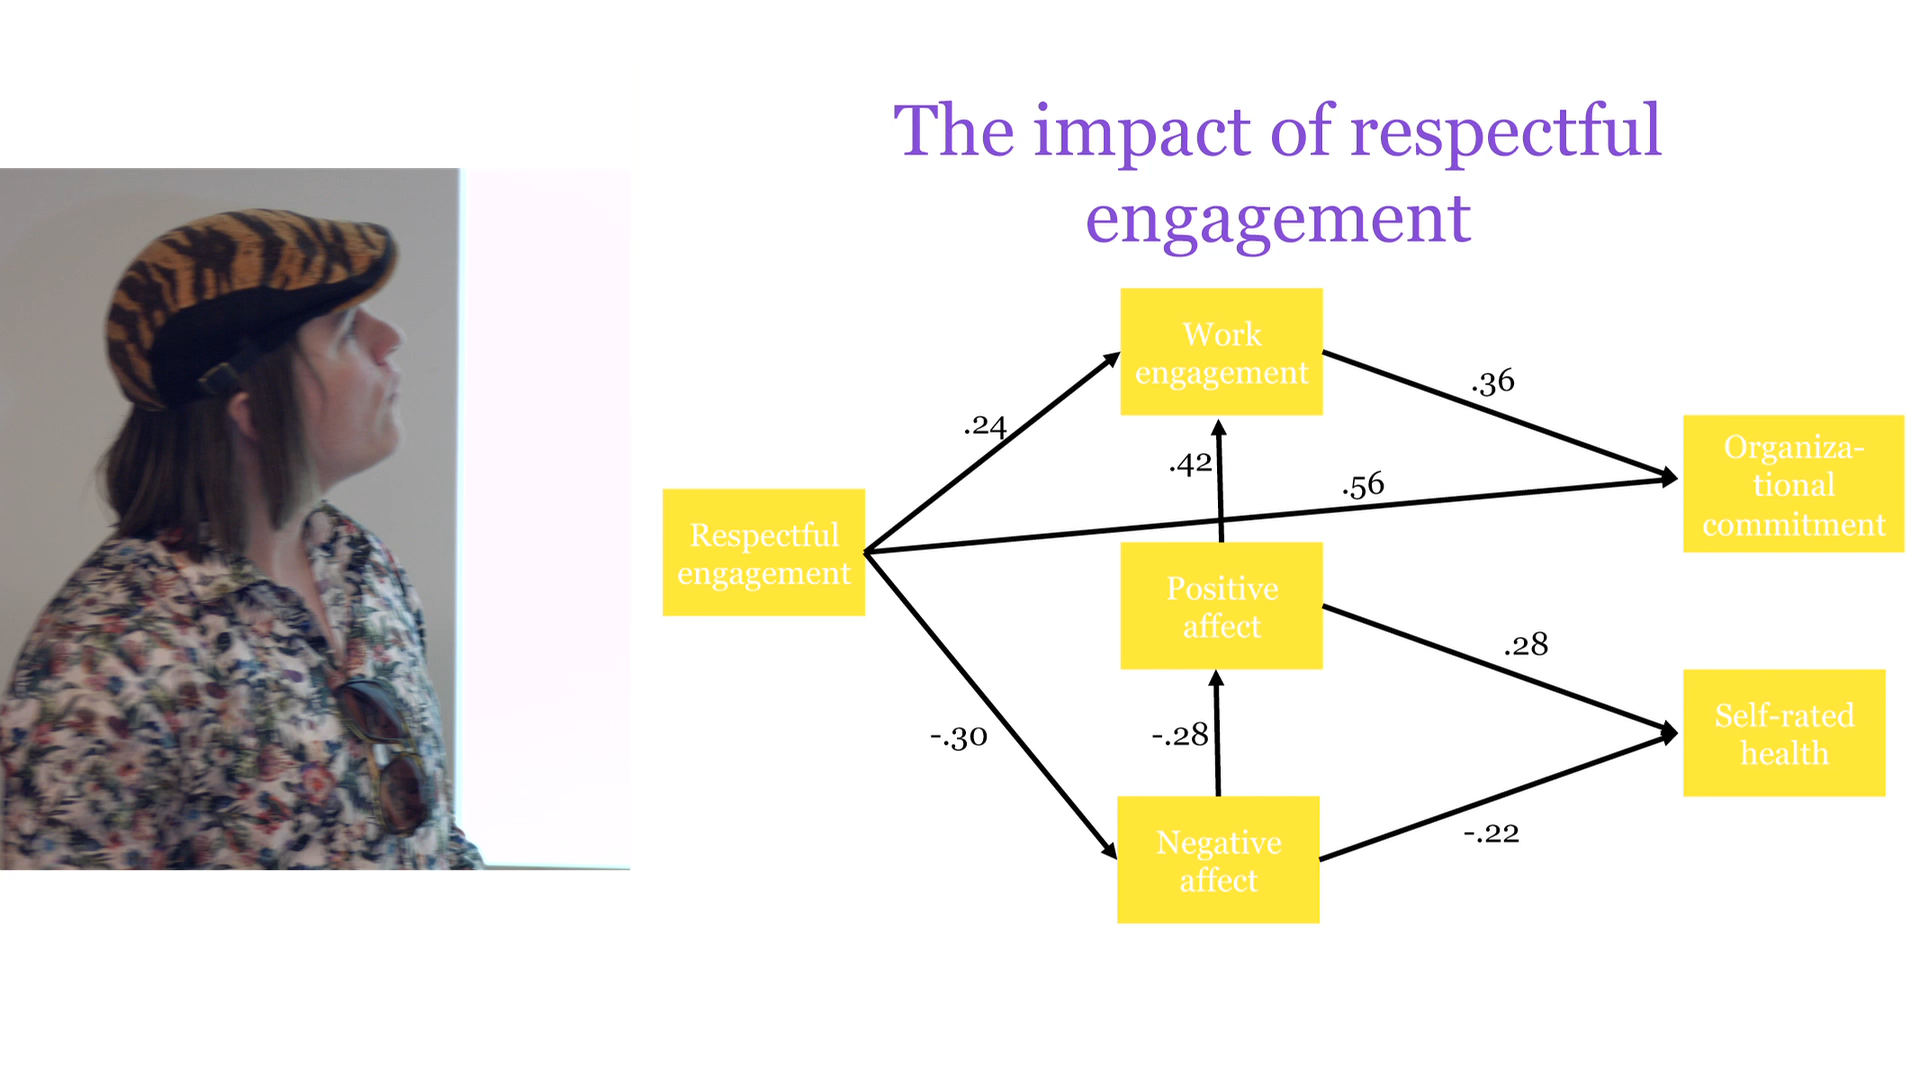 The impact of respectful
engagement
Work
engagement
.36
.24
.42
.56
Organiza-
tional
commitment
Respectful
engagement
Positive
affect
.28
-.30
-.28
Self-rated
health
-.22
Negative
affect